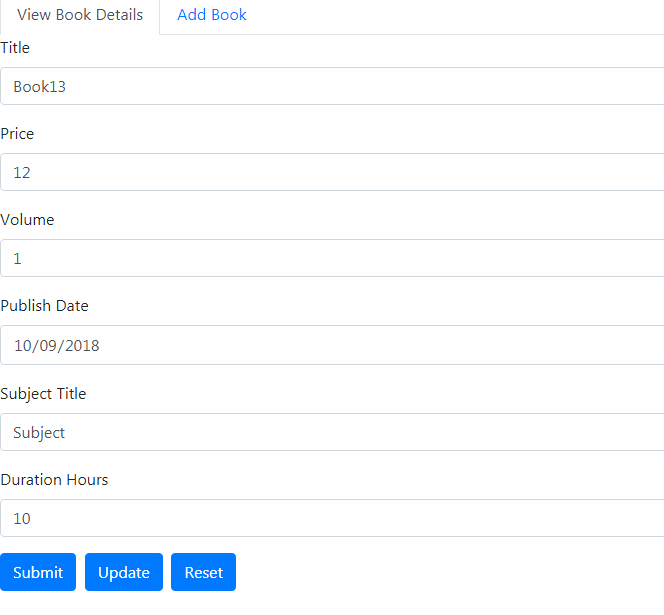 View Book Details Add Book
Title
Book13
Price
12
Volume
1
Publish Date
10/09/2018
Subject Title
Subject
Duration Hours
10
Submit Update Reset